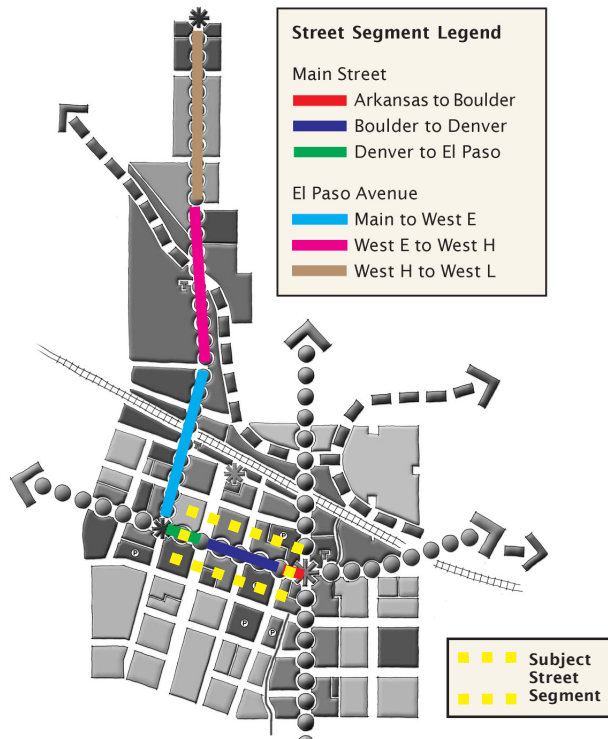 Street Segment Legend
Main Street
Arkansas to Boulder
Boulder to Denver
Denver to El Paso
El Paso Avenue
Main to West E
West E to West H
West H to West L
P
P
P
P
P
P
Subject
Street
Segment